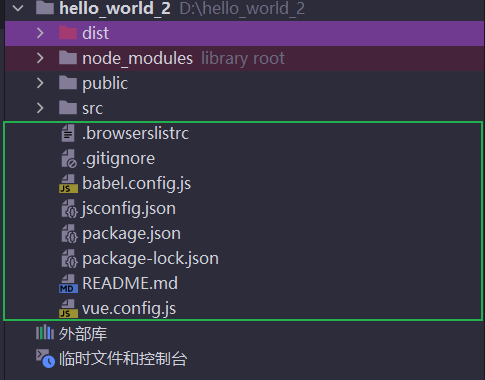 hello_world_2 D:\hello_world_2
dist
node_modules library root
public
src
.browserslistrc
.gitignore
JS babel.config.js
jsconfig.json
package.json
package-lock.json
MD README.md
JS vue.config.js
外部库
临时文件和控制台